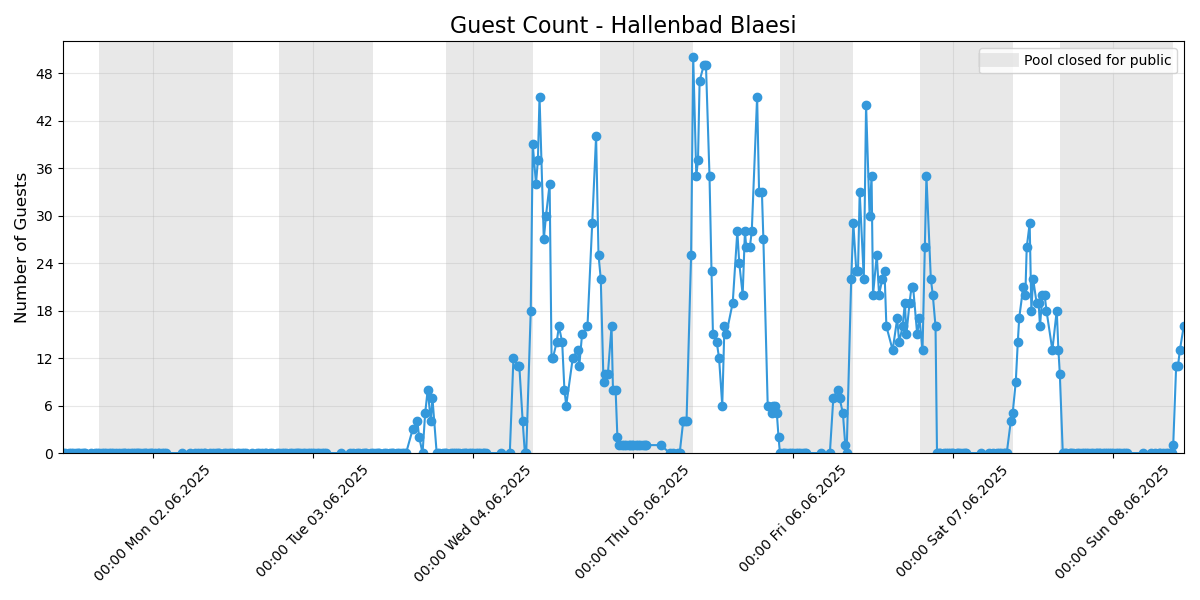 Guest Count - Hallenbad Blaesi
Pool closed for public
Number of Guests
48
42
36
30
24
18
12
6
0
00:00 Mon 02.06.2025
00:00 Tue 03.06.2025
00:00 Wed 04.06.2025
00:00 Thu 05.06.2025
00:00 Fri 06.06.2025
00:00 Sat 07.06.2025
00:00 Sun 08.06.2025